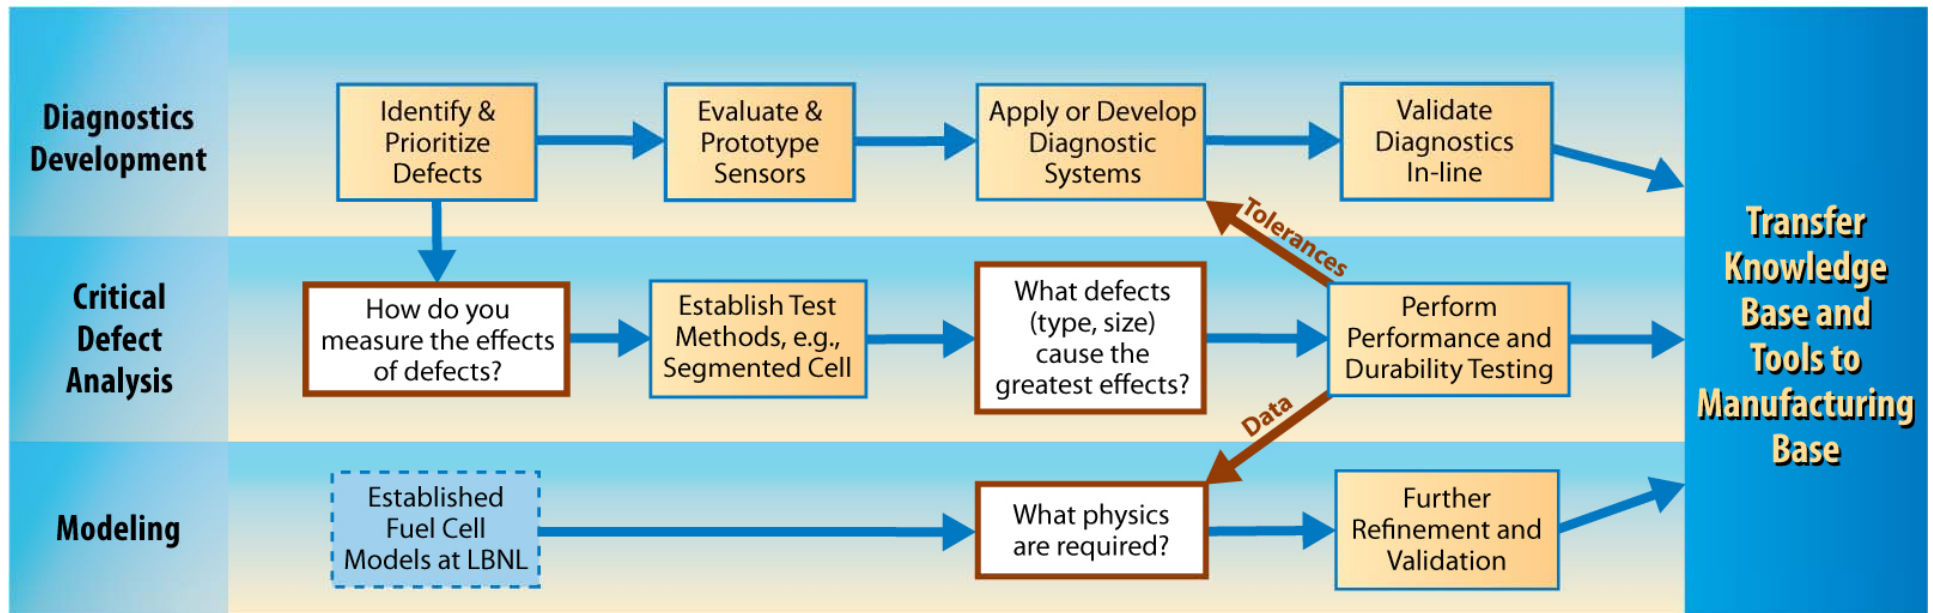 Diagnostics
Development
Identify &
Prioritize
Defects
Evaluate &
Prototype
Sensors
Apply or Develop
Diagnostic
Systems
Validate
Diagnostics
In-line
Tolerances
Critical
Defect
Analysis
How do you
measure the effects
of defects?
Establish Test
Methods, e.g.,
Segmented Cell
What defects
(type, size)
cause the
greatest effects?
Perform
Performance and
Durability Testing
Data
Modeling
Established
Fuel Cell
Models at LBNL
What physics
are required?
Further
Refinement and
Validation
Transfer
Knowledge
Base and
Tools to
Manufacturing
Base